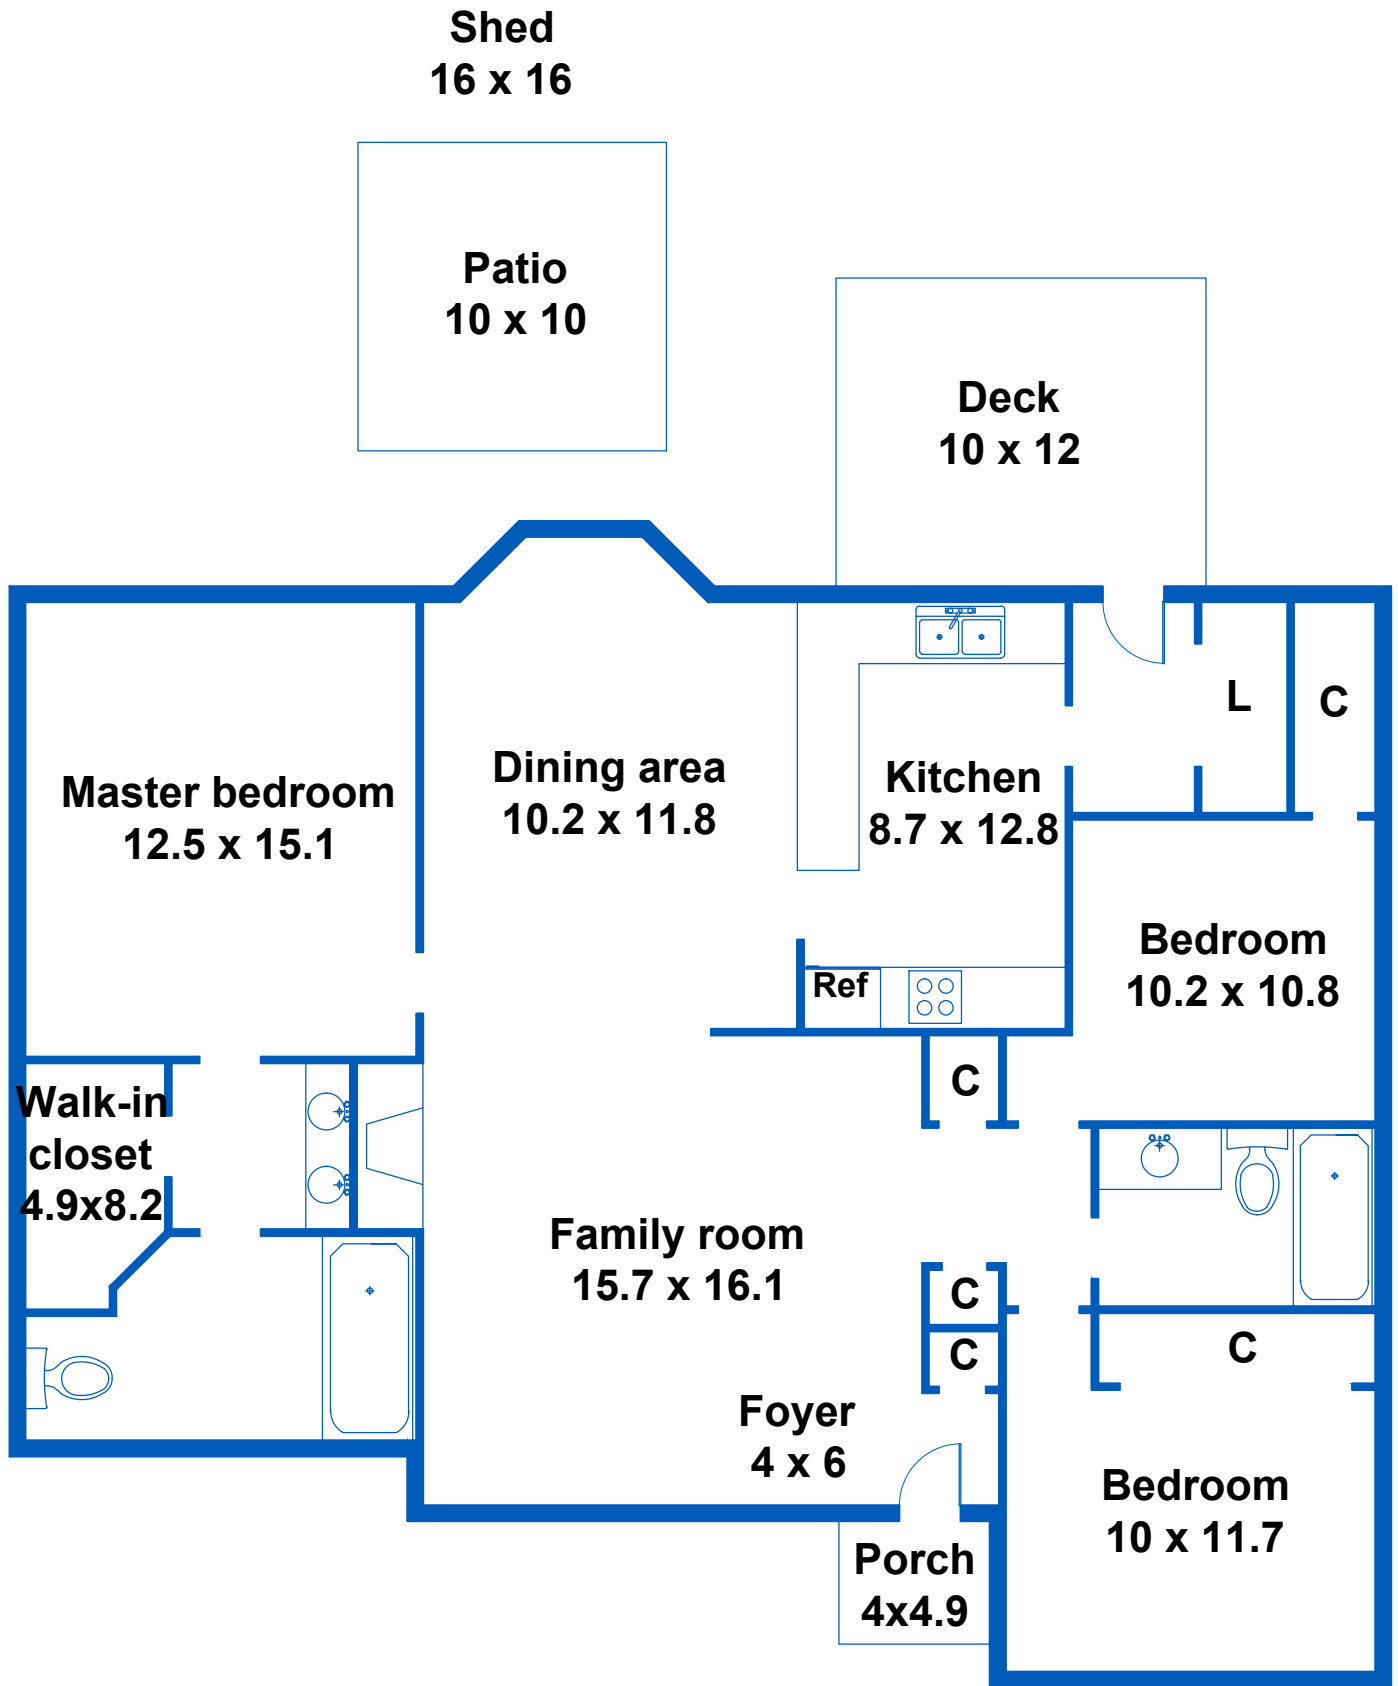 Shed
16 x 16
Patio
10 x 10
Deck
10 x 12
L
C
Master bedroom
12.5 x 15.1
Dining area
10.2 x 11.8
Kitchen
8.7 x 12.8
Bedroom
10.2 x 10.8
Ref
C
Walk-in
closet
4.9x8.2
Family room
15.7 x 16.1
C
C
C
Foyer
4 x 6
Bedroom
10 x 11.7
Porch
4x4.9